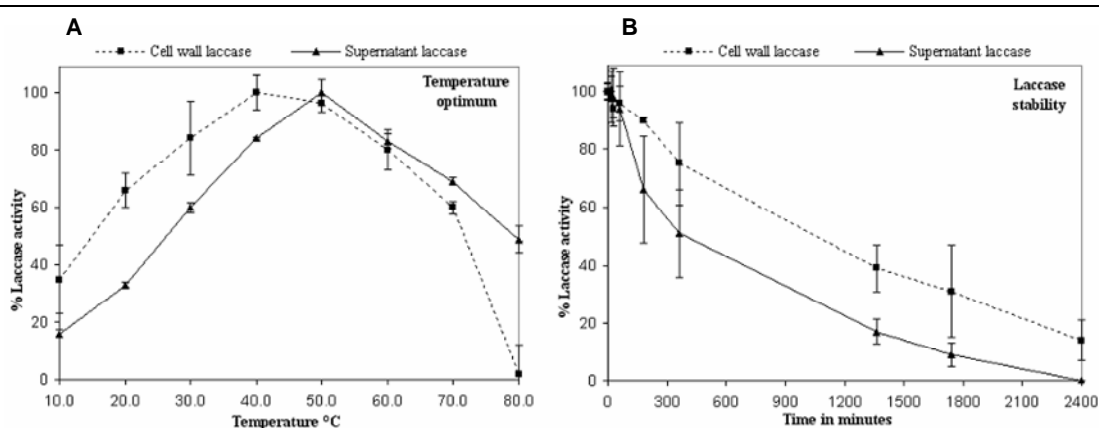 A
Cell wall laccase
Supernatant laccase
Temperature
optimum
% Laccase activity
100
80
60
40
20
0
10.0
20.0
30.0
40.0
50.0
60.0
70.0
80.0
Temperature °C
B
Cell wall laccase
Supernatant laccase
Laccase
stability
% Laccase activity
100
80
60
40
20
0
0
300
600
900
1200
1500
1800
2100
2400
Time in minutes